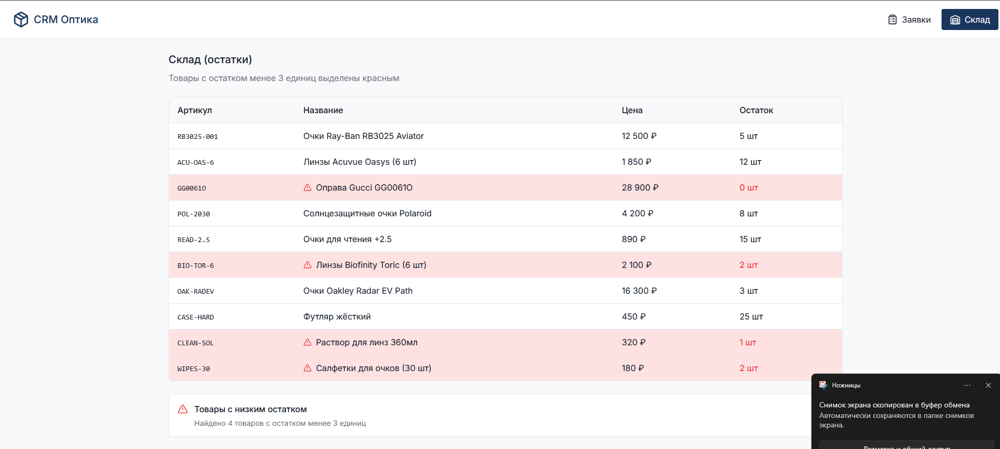 CRM Оптика
Заявки
Склад
Склад (остатки)
Товары с остатком менее 3 единиц выделены красным
Артикул Название Цена Остаток
RB3025-001 Очки Ray-Ban RB3025 Aviator 12 500 ₽ 5 шт
ACU-OAS-6 Линзы Acuvue Oasys (6 шт) 1 850 ₽ 12 шт
GG0061O Оправа Gucci GG0061O 28 900 ₽ 0 шт
POL-2030 Солнцезащитные очки Polaroid 4 200 ₽ 8 шт
READ-2.5 Очки для чтения +2.5 890 ₽ 15 шт
BIO-TOR-6 Линзы Biofinity Toric (6 шт) 2 100 ₽ 2 шт
OAK-RADEV Очки Oakley Radar EV Path 16 300 ₽ 3 шт
CASE-HARD Футляр жёсткий 450 ₽ 25 шт
CLEAN-SOL Раствор для линз 360мл 320 ₽ 1 шт
WIPES-30 Салфетки для очков (30 шт) 180 ₽ 2 шт
Товары с низким остатком
Найдено 4 товаров с остатком менее 3 единиц
Ножницы
Снимок экрана скопирован в буфер обмена
Автоматически сохраняются в папке снимков
экрана.
Разметка и общий доступ